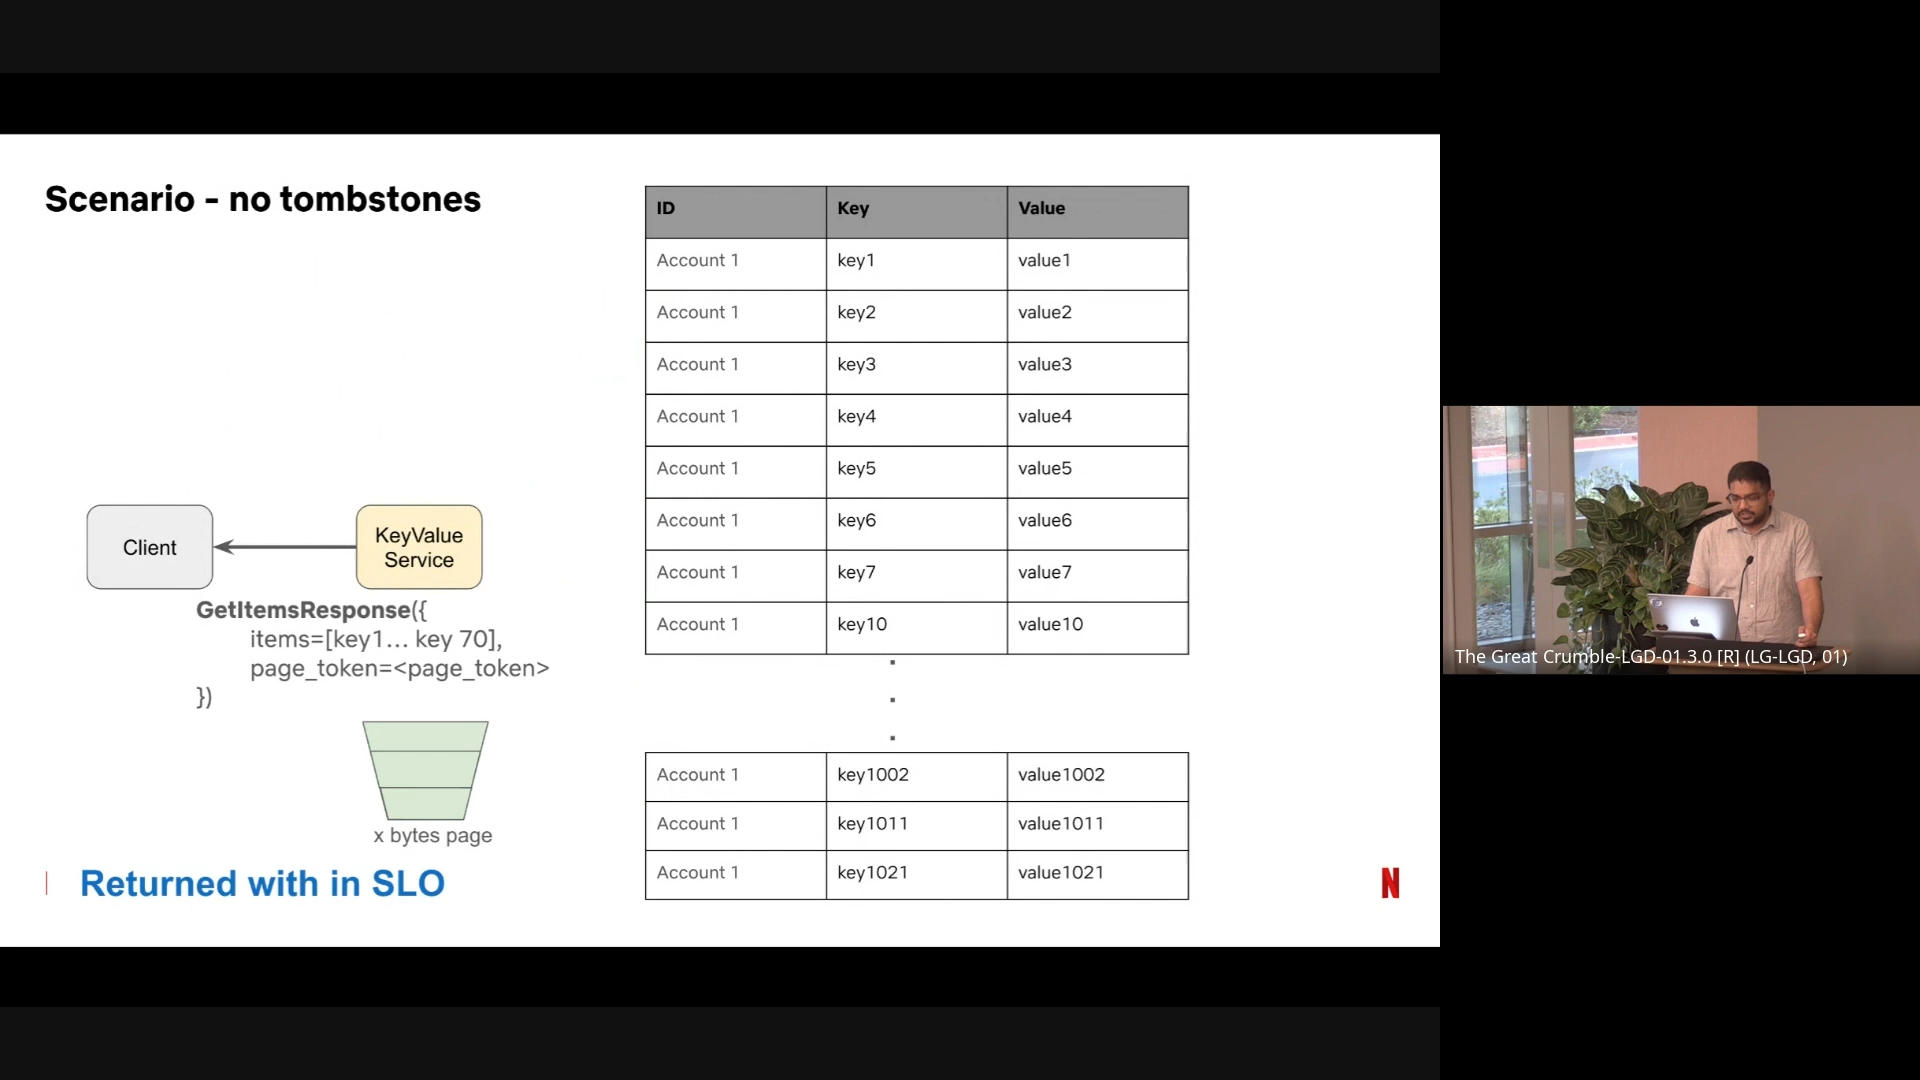 Scenario - no tombstones
ID Key Value
Account 1 key1 value1
Account 1 key2 value2
Account 1 key3 value3
Account 1 key4 value4
Account 1 key5 value5
Account 1 key6 value6
Account 1 key7 value7
Account 1 key10 value10
.
.
.
Account 1 key1002 value1002
Account 1 key1011 value1011
Account 1 key1021 value1021
Client
KeyValue
Service
GetItemsResponse({
items=[key1... key 70],
page_token=<page_token>
})
x bytes page
Returned with in SLO
N
The Great Crumble-LGD-01.3.0 [R] (LG-LGD, 01)